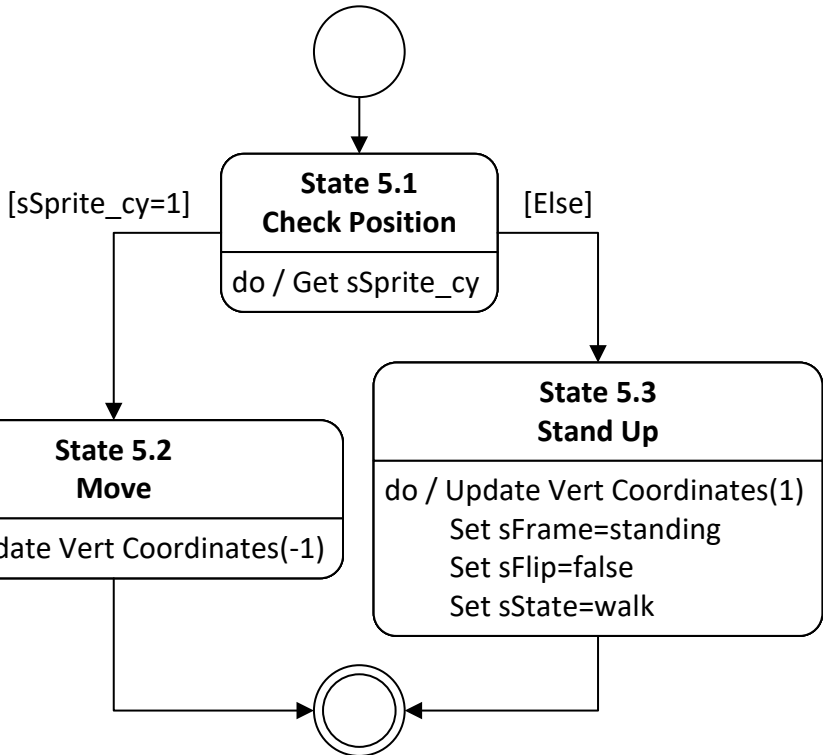 State 5.1
Check Position
do / Get sSprite_cy
[sSprite_cy=1]
[Else]
State 5.2
Move
Vert Coordinates(-1)
State 5.3
Stand Up
do / Update Vert Coordinates(1)
Set sFrame=standing
Set sFlip=false
Set sState=walk